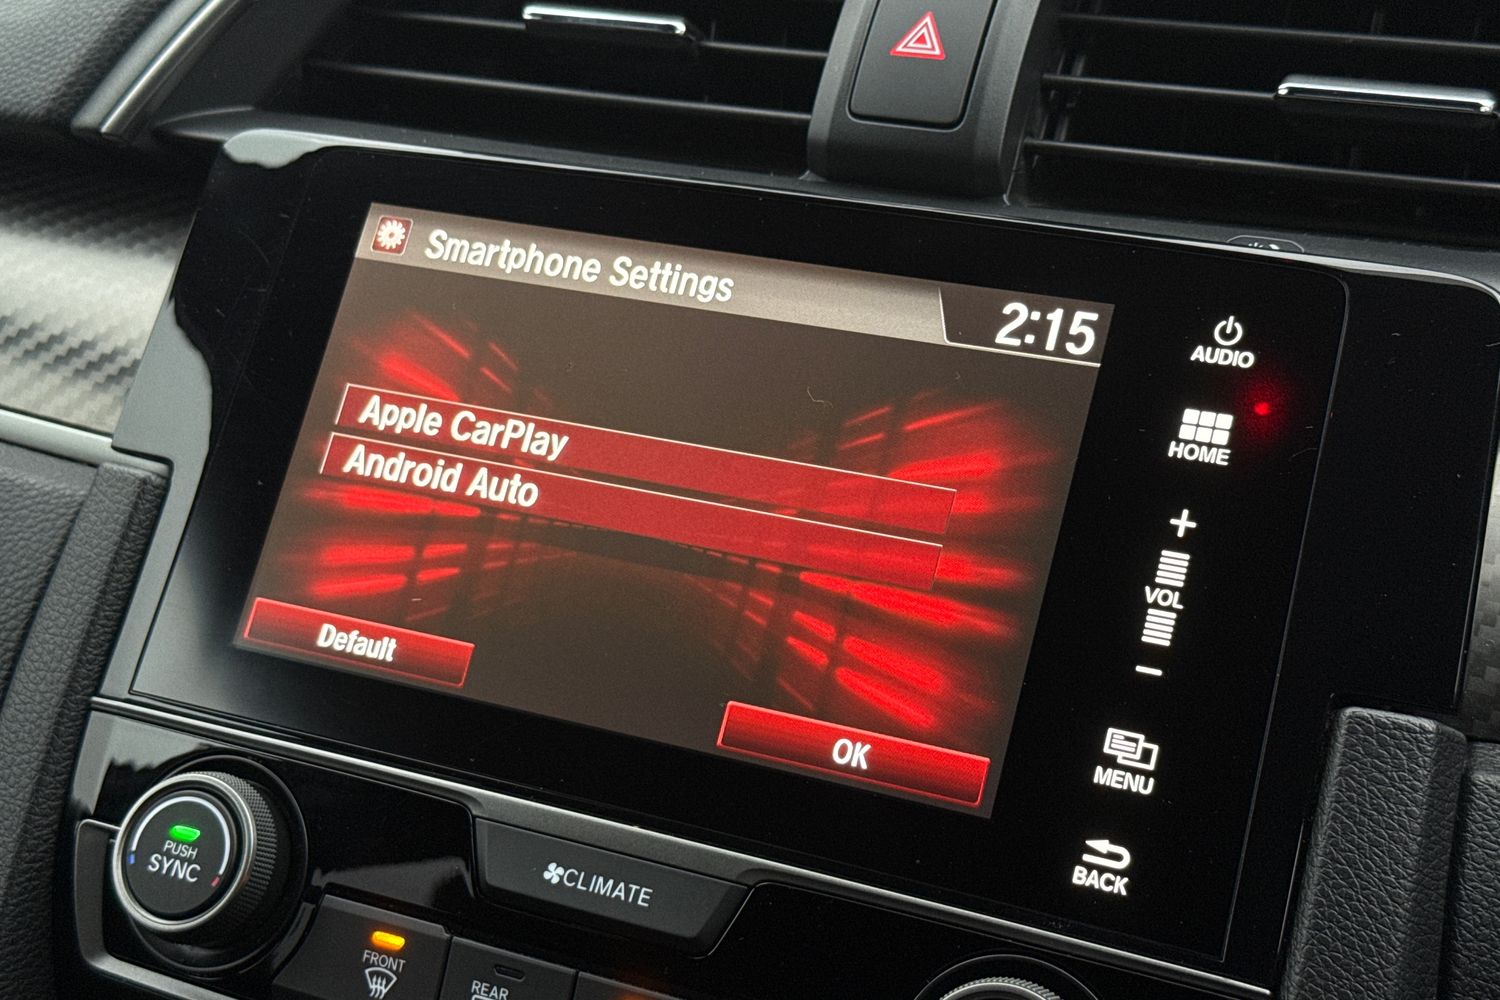 Smartphone Settings
2:15
Apple CarPlay
Android Auto
Default
OK
AUDIO
HOME
+
VOL
−
MENU
BACK
PUSH
SYNC
CLIMATE
FRONT
REAR